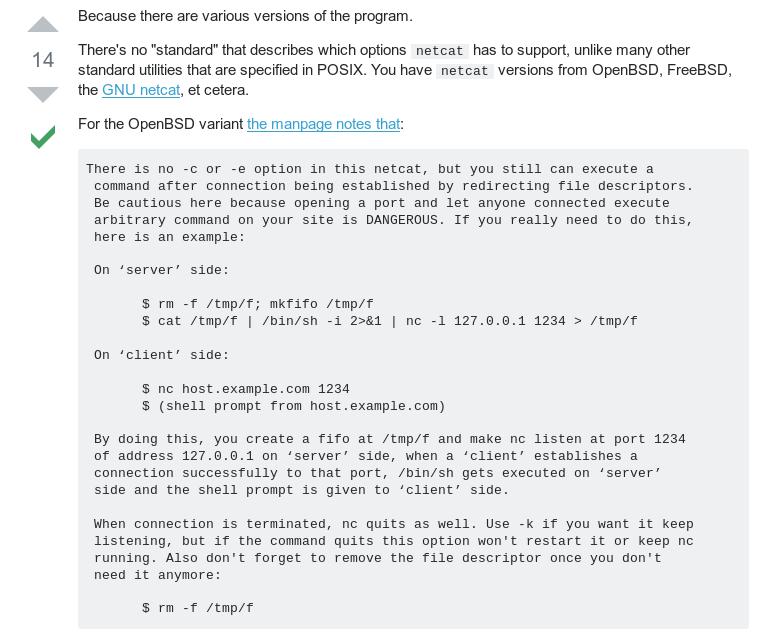 Because there are various versions of the program.
14
There's no "standard" that describes which options netcat has to support, unlike many other
standard utilities that are specified in POSIX. You have netcat versions from OpenBSD, FreeBSD,
the GNU netcat, et cetera.
For the OpenBSD variant the manpage notes that:
There is no -c or -e option in this netcat, but you still can execute a
command after connection being established by redirecting file descriptors.
Be cautious here because opening a port and let anyone connected execute
arbitrary command on your site is DANGEROUS. If you really need to do this,
here is an example:
On ‘server’ side:
$ rm -f /tmp/f; mkfifo /tmp/f
$ cat /tmp/f | /bin/sh -i 2>&1 | nc -l 127.0.0.1 1234 > /tmp/f
On ‘client’ side:
$ nc host.example.com 1234
$ (shell prompt from host.example.com)
By doing this, you create a fifo at /tmp/f and make nc listen at port 1234
of address 127.0.0.1 on ‘server’ side, when a ‘client’ establishes a
connection successfully to that port, /bin/sh gets executed on ‘server’
side and the shell prompt is given to ‘client’ side.
When connection is terminated, nc quits as well. Use -k if you want it keep
listening, but if the command quits this option won't restart it or keep nc
running. Also don't forget to remove the file descriptor once you don't
need it anymore:
$ rm -f /tmp/f